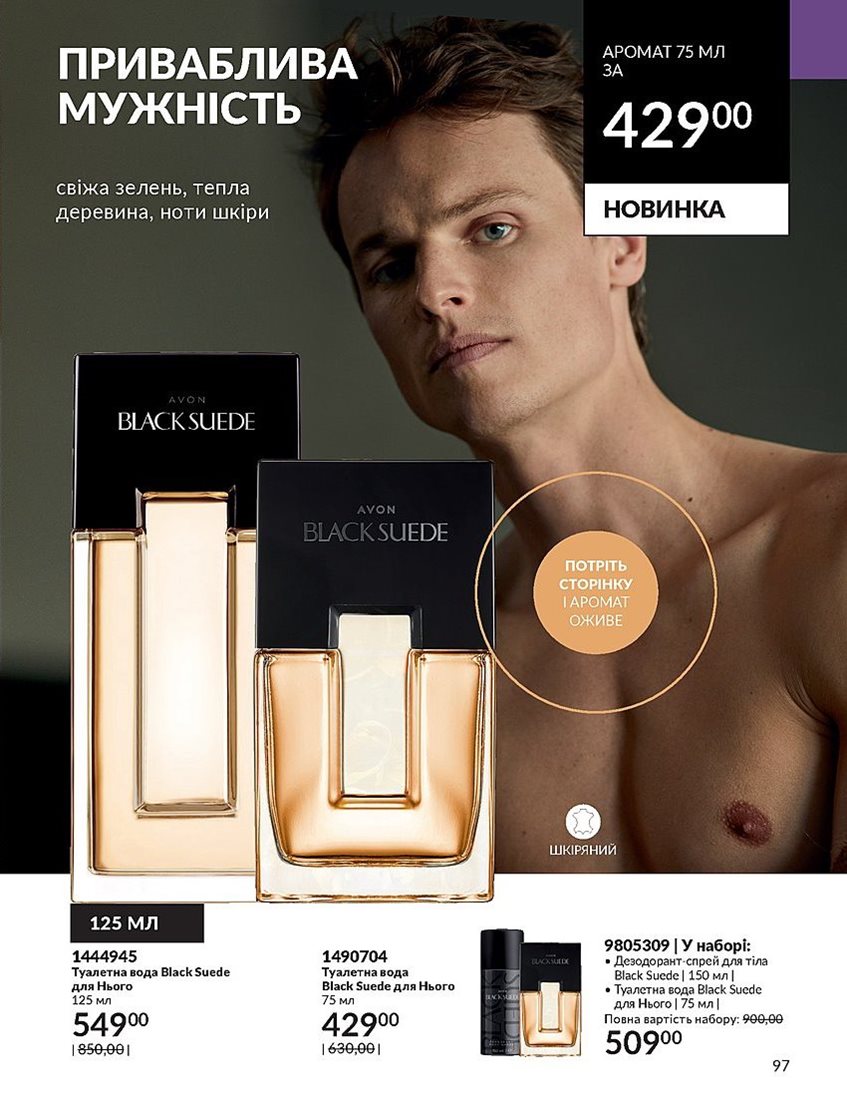 ПРИВАБЛИВА
МУЖНІСТЬ
свіжа зелень, тепла
деревина, ноти шкіри
АРОМАТ 75 МЛ
ЗА
429⁰⁰
НОВИНКА
AVON
BLACK SUEDE
AVON
BLACK SUEDE
ПОТРІТЬ
СТОРІНКУ
І АРОМАТ
ОЖИВЕ
ШКІРЯНИЙ
125 МЛ
1444945
Туалетна вода Black Suede
для Нього
125 мл
549⁰⁰
| 850,00 |
1490704
Туалетна вода
Black Suede для Нього
75 мл
429⁰⁰
| 630,00 |
BLACK SUEDE
BLACK SUEDE
9805309 | У наборі:
• Дезодорант-спрей для тіла
Black Suede | 150 мл |
• Туалетна вода Black Suede
для Нього | 75 мл |
Повна вартість набору: 900,00
509⁰⁰
97